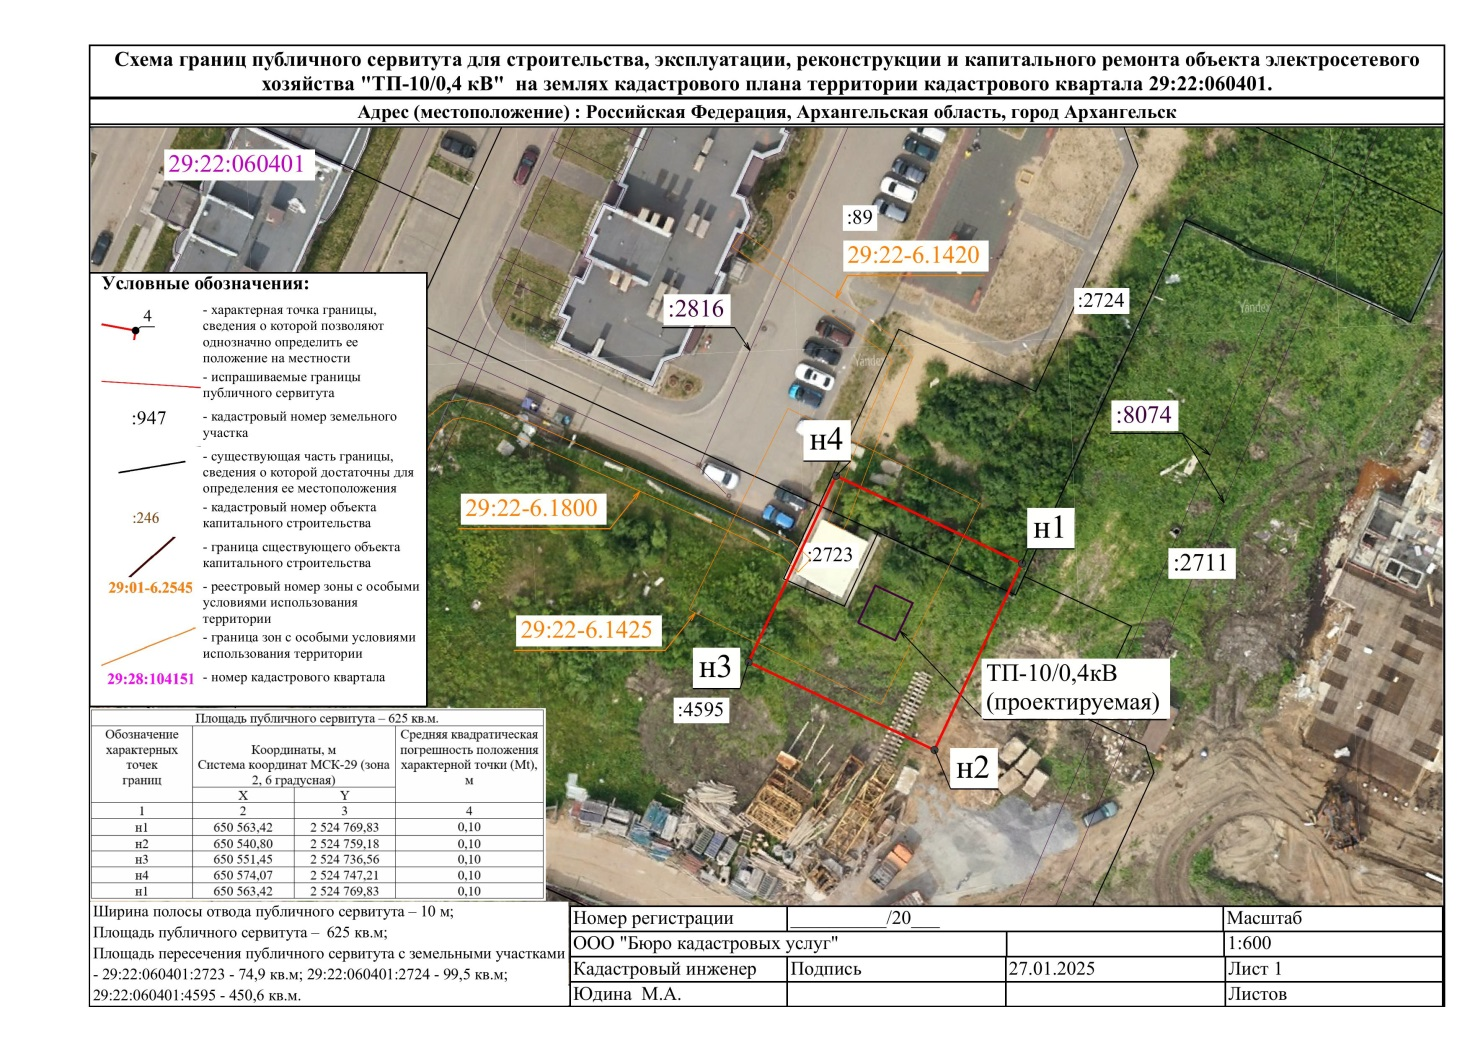 Схема границ публичного сервитута для строительства, эксплуатации, реконструкции и капитального ремонта объекта электросетевого
хозяйства "ТП-10/0,4 кВ" на землях кадастрового плана территории кадастрового квартала 29:22:060401.
Адрес (местоположение) : Российская Федерация, Архангельская область, город Архангельск
29:22:060401
:89
29:22-6.1420
:2816
:2724
Yandex
Yandex
:8074
н4
29:22-6.1800
н1
:2723
:2711
29:22-6.1425
н3
ТП-10/0,4кВ
(проектируемая)
:4595
н2
Условные обозначения:
4
- характерная точка границы,
сведения о которой позволяют
однозначно определить ее
положение на местности
- испрашиваемые границы
публичного сервитута
:947
- кадастровый номер земельного
участка
- существующая часть границы,
сведения о которой достаточны для
определения ее местоположения
:246
- кадастровый номер объекта
капитального строительства
- граница сществующего объекта
капитального строительства
29:01-6.2545
- реестровый номер зоны с особыми
условиями использования
территории
- граница зон с особыми условиями
использования территории
29:28:104151
- номер кадастрового квартала
Площадь публичного сервитута – 625 кв.м.
Обозначение
характерных
точек
границ
Координаты, м
Система координат МСК-29 (зона
2, 6 градусная)
Средняя квадратическая
погрешность положения
характерной точки (Mt),
м
X Y
1 2 3 4
н1 650 563,42 2 524 769,83 0,10
н2 650 540,80 2 524 759,18 0,10
н3 650 551,45 2 524 736,56 0,10
н4 650 574,07 2 524 747,21 0,10
н1 650 563,42 2 524 769,83 0,10
Ширина полосы отвода публичного сервитута – 10 м;
Площадь публичного сервитута – 625 кв.м;
Площадь пересечения публичного сервитута с земельными участками
- 29:22:060401:2723 - 74,9 кв.м; 29:22:060401:2724 - 99,5 кв.м;
29:22:060401:4595 - 450,6 кв.м.
Номер регистрации __________/20___ Масштаб
ООО "Бюро кадастровых услуг" 1:600
Кадастровый инженер Подпись 27.01.2025 Лист 1
Юдина М.А. Листов